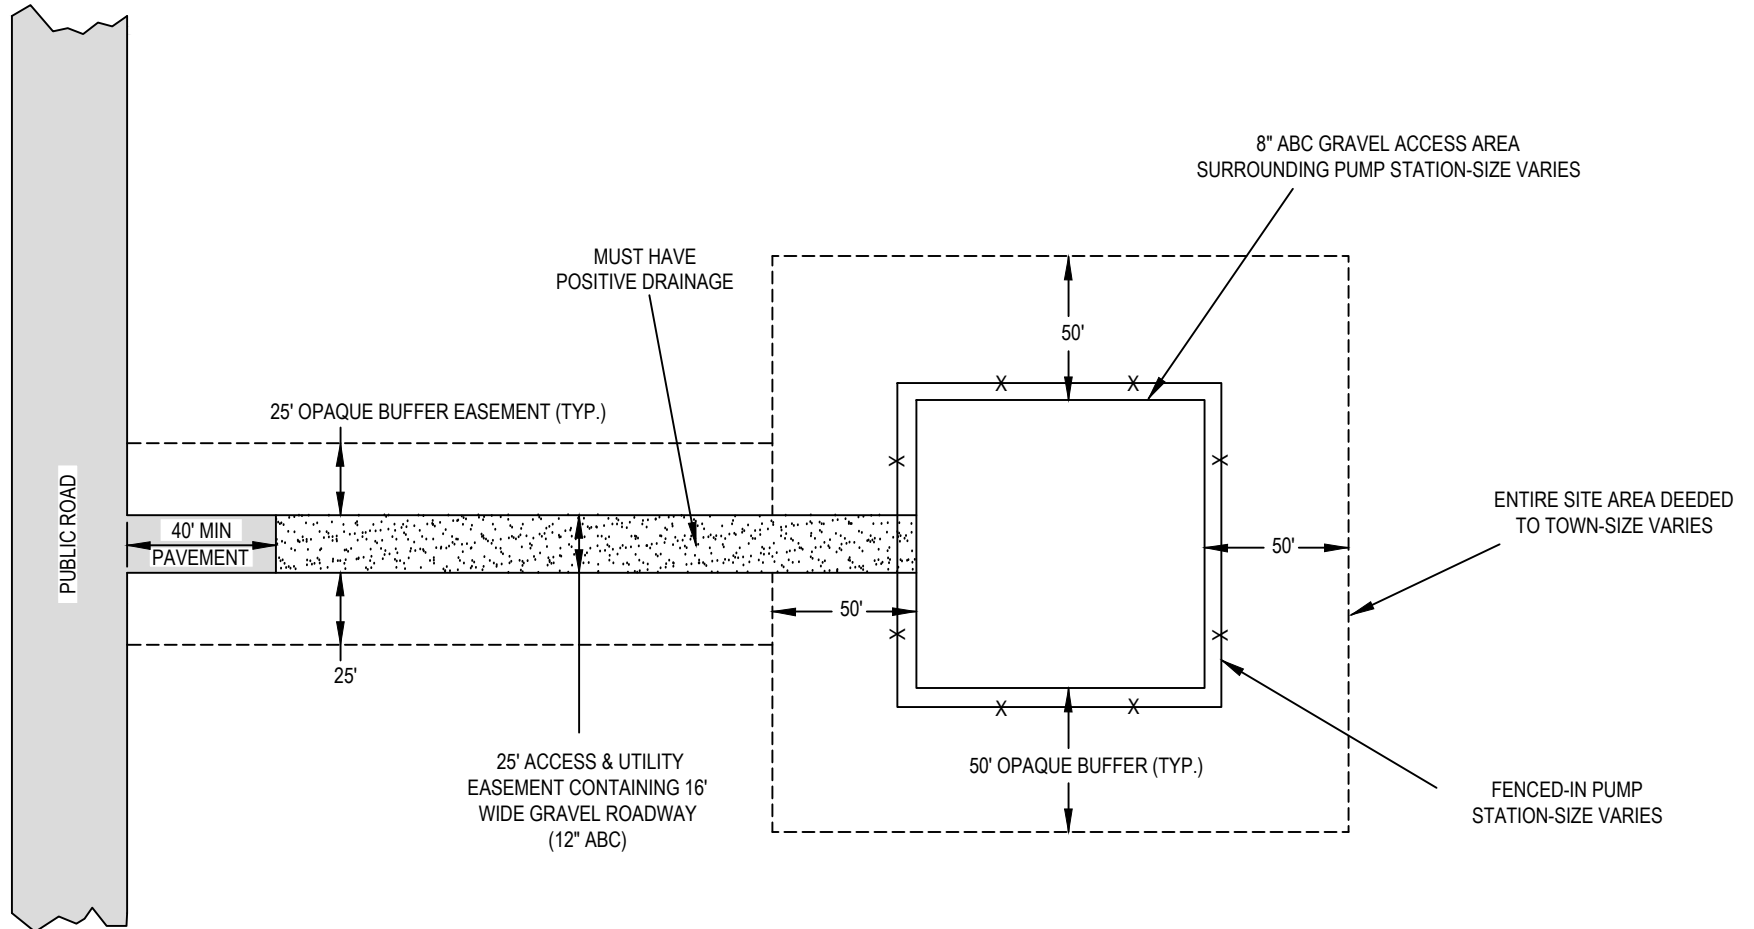 8" ABC GRAVEL ACCESS AREA
SURROUNDING PUMP STATION-SIZE VARIES
MUST HAVE
POSITIVE DRAINAGE
50'
25' OPAQUE BUFFER EASEMENT (TYP.)
PUBLIC ROAD
40' MIN
PAVEMENT
ENTIRE SITE AREA DEEDED
TO TOWN-SIZE VARIES
50'
50'
25'
25' ACCESS & UTILITY
EASEMENT CONTAINING 16'
WIDE GRAVEL ROADWAY
(12" ABC)
50' OPAQUE BUFFER (TYP.)
FENCED-IN PUMP
STATION-SIZE VARIES
X
X
X
X
X
X
X
X